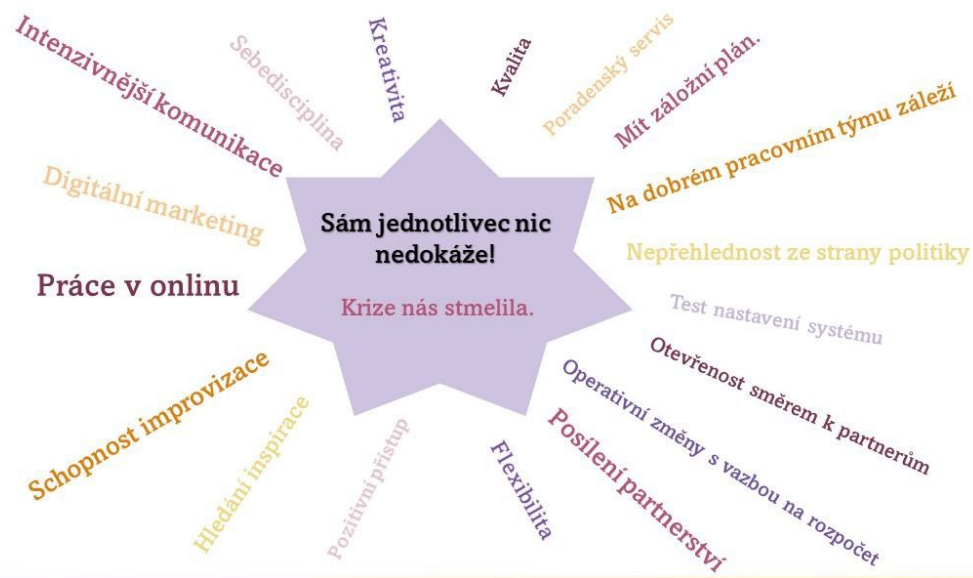 Intenzivnější komunikace
Sebedisciplina
Kreativita
Kvalita
Poradenský servis
Mít záložní plán.
Na dobrém pracovním týmu záleží
Digitální marketing
Sám jednotlivec nic
nedokáže!
Nepřehlednost ze strany politiky
Práce v onlinu
Krize nás stmelila.
Test nastavení systému
Otevřenost směrem k partnerům
Schopnost improvizace
Hledání inspirace
Pozitivní přístup
Flexibilita
Posílení partnerství
Operativní změny s vazbou na rozpočet